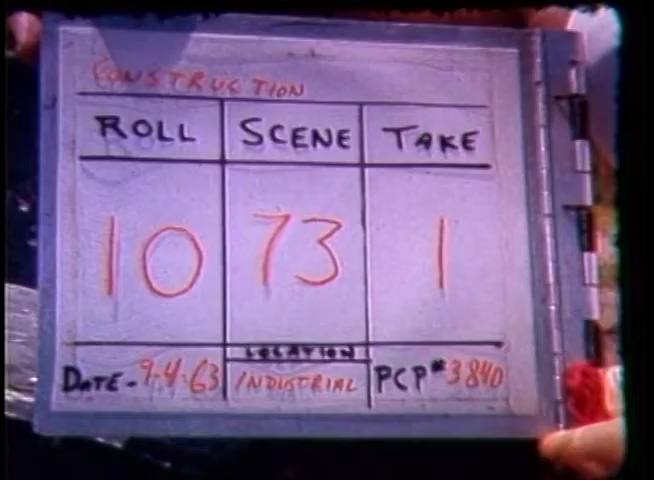 CONSTRUCTION
ROLL SCENE TAKE
10 73 1
LOCATION
DATE- 9-4-63 INDUSTRIAL PCP# 3840